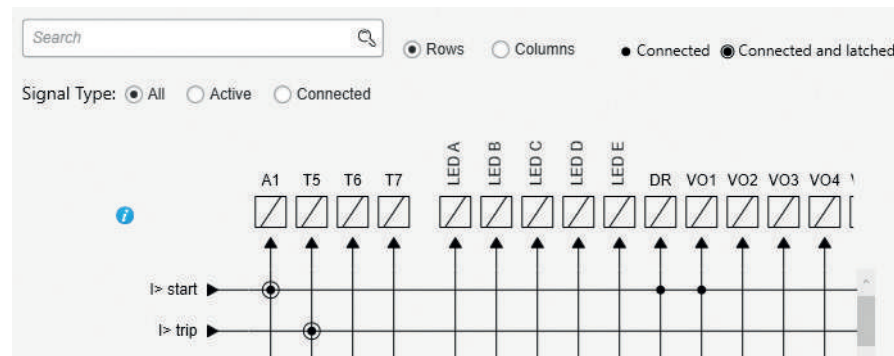 Search
Rows Columns Connected Connected and latched
Signal Type: All Active Connected
A1 T5 T6 T7 LED A LED B LED C LED D LED E DR VO1 VO2 VO3 VO4
i
I> start
I> trip